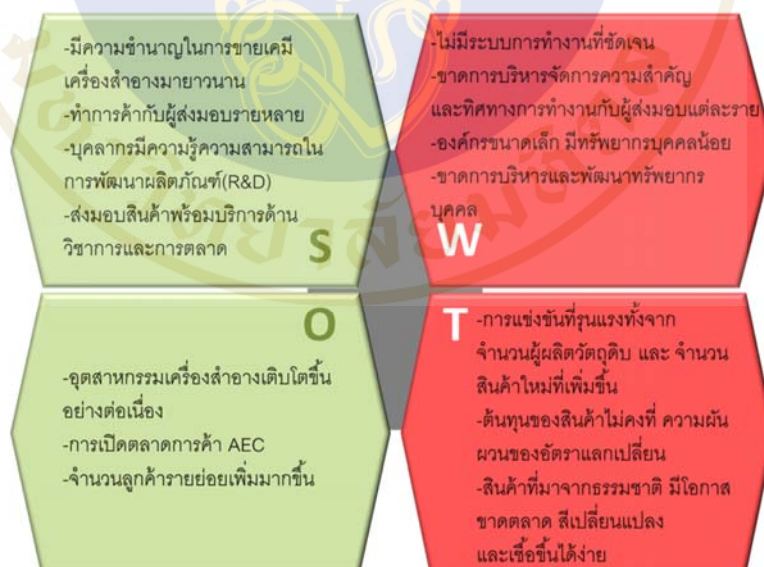 -มีความชำนาญในการขายเคมี
เครื่องสำอางมายาวนาน
-ทำการค้ากับผู้ส่งมอบรายหลาย
-บุคลากรมีความรู้ความสามารถใน
การพัฒนาผลิตภัณฑ์(R&D)
-ส่งมอบสินค้าพร้อมบริการด้าน
วิชาการและการตลาด
S
-ไม่มีระบบการทำงานที่ชัดเจน
-ขาดการบริหารจัดการความสำคัญ
และทิศทางการทำงานกับผู้ส่งมอบแต่ละราย
-องค์กรขนาดเล็ก มีทรัพยากรบุคคลน้อย
-ขาดการบริหารและพัฒนาทรัพยากร
บุคคล
W
O
-อุตสาหกรรมเครื่องสำอางเติบโตขึ้น
อย่างต่อเนื่อง
-การเปิดตลาดการค้า AEC
-จำนวนลูกค้ารายย่อยเพิ่มมากขึ้น
T
-การแข่งขันที่รุนแรงทั้งจาก
จำนวนผู้ผลิตวัตถุดิบ และ จำนวน
สินค้าใหม่ที่เพิ่มขึ้น
-ต้นทุนของสินค้าไม่คงที่ ความผัน
ผวนของอัตราแลกเปลี่ยน
-สินค้าที่มาจากธรรมชาติ มีโอกาส
ขาดตลาด สีเปลี่ยนแปลง
และเชื้อขึ้นได้ง่าย